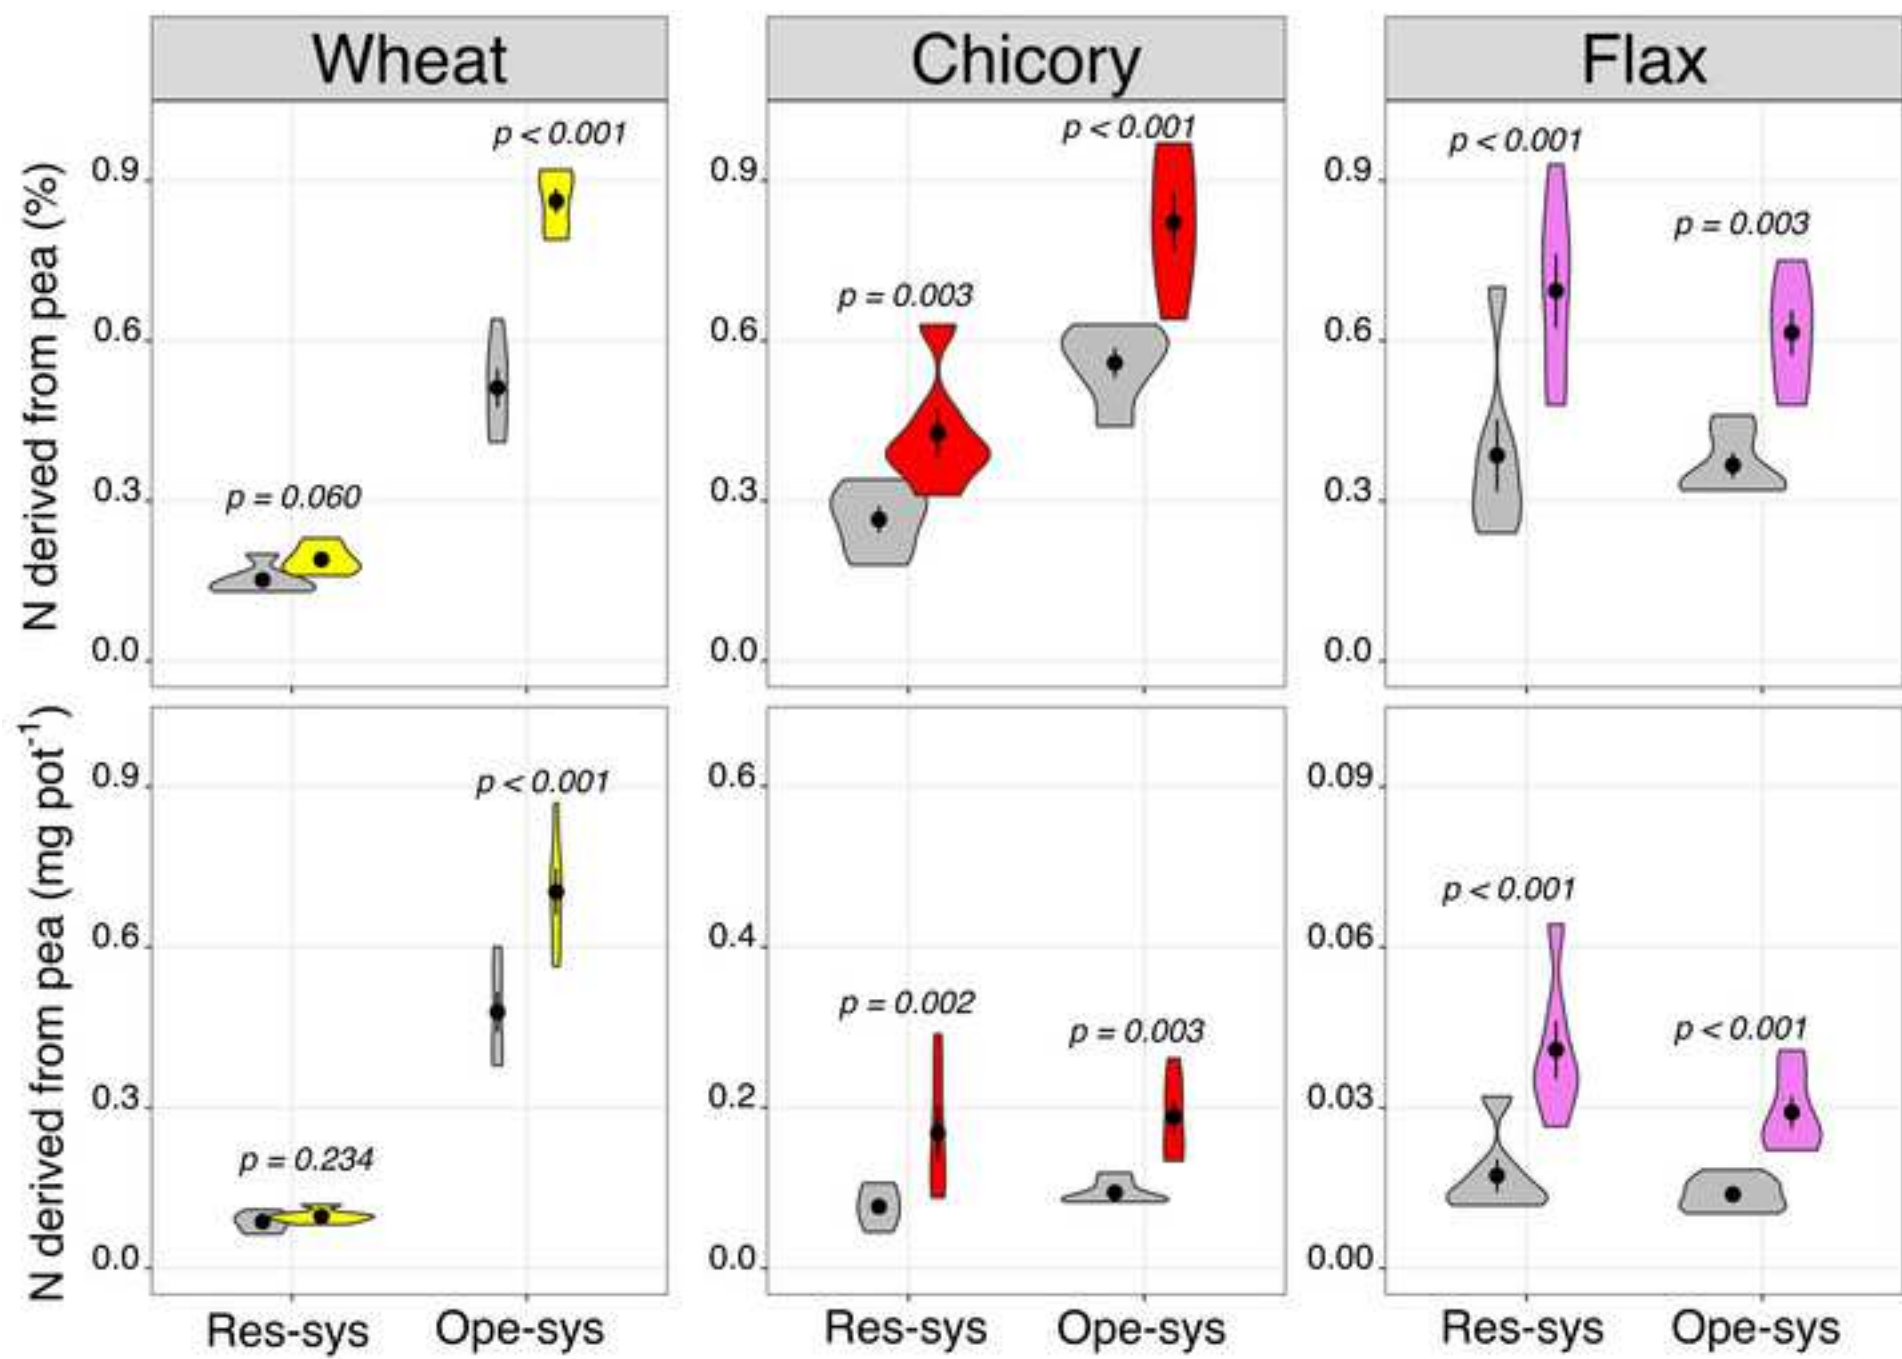 Wheat
Chicory
Flax
N derived from pea (%)
0.9
0.6
0.3
0.0
p = 0.060
p < 0.001
0.9
0.6
0.3
0.0
p = 0.003
p < 0.001
0.9
0.6
0.3
0.0
p < 0.001
p = 0.003
N derived from pea (mg pot-1)
0.9
0.6
0.3
0.0
p = 0.234
p < 0.001
0.6
0.4
0.2
0.0
p = 0.002
p = 0.003
0.09
0.06
0.03
0.00
p < 0.001
p < 0.001
Res-sys Ope-sys
Res-sys Ope-sys
Res-sys Ope-sys